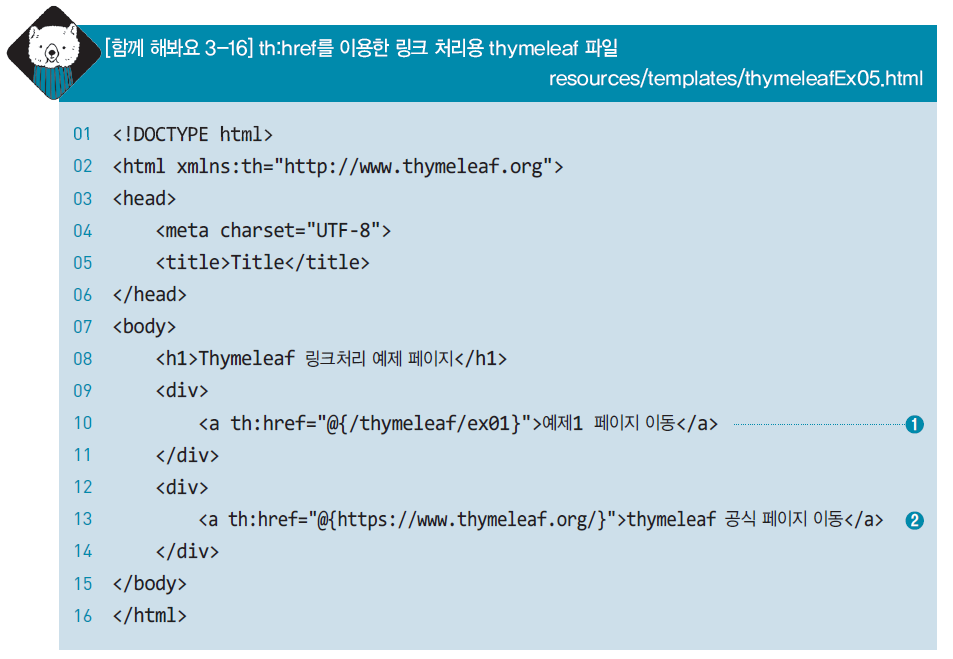 [함께 해봐요 3-16] th:href를 이용한 링크 처리용 thymeleaf 파일
resources/templates/thymeleafEx05.html
01 <!DOCTYPE html>
02 <html xmlns:th="http://www.thymeleaf.org">
03 <head>
04 <meta charset="UTF-8">
05 <title>Title</title>
06 </head>
07 <body>
08 <h1>Thymeleaf 링크처리 예제 페이지</h1>
09 <div>
10 <a th:href="@{/thymeleaf/ex01}">예제1 페이지 이동</a> ❶
11 </div>
12 <div>
13 <a th:href="@{https://www.thymeleaf.org/}">thymeleaf 공식 페이지 이동</a> ❷
14 </div>
15 </body>
16 </html>